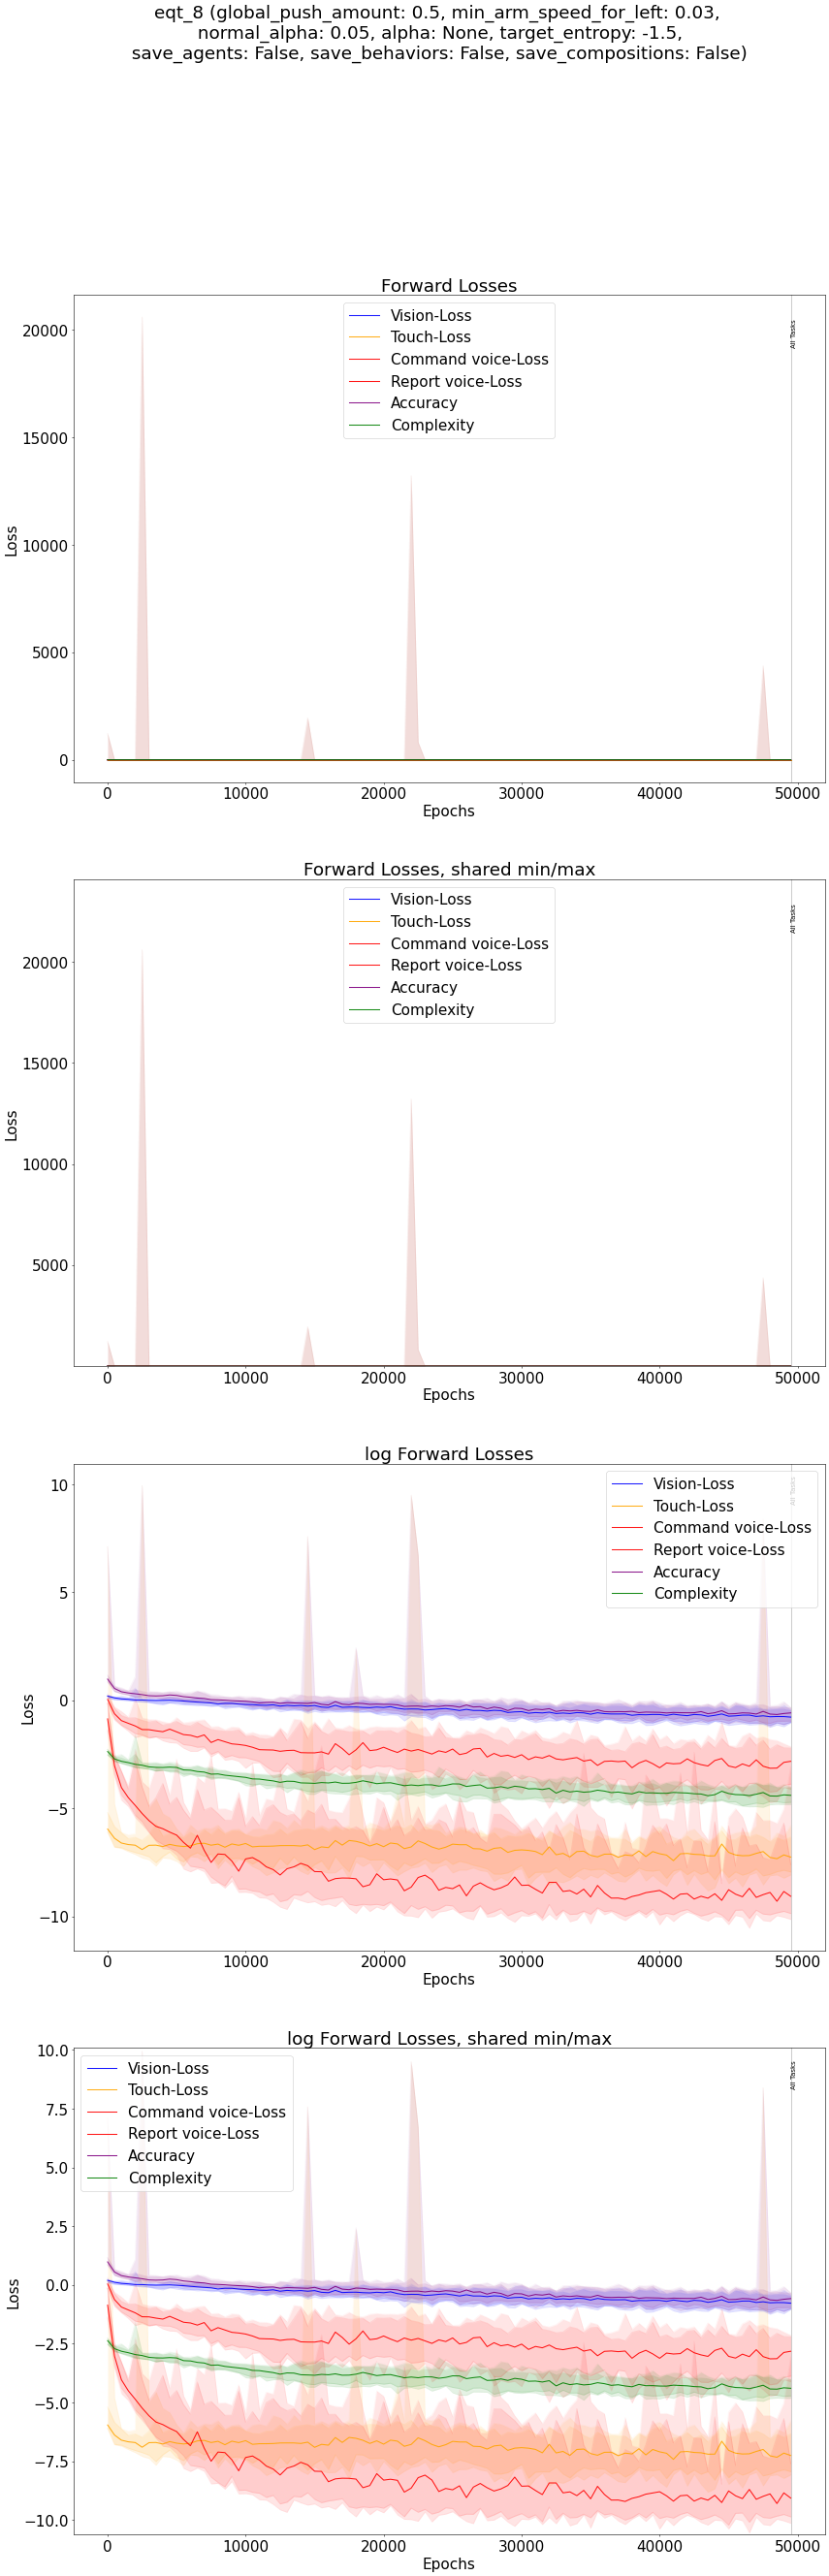 eqt_8 (global_push_amount: 0.5, min_arm_speed_for_left: 0.03,
normal_alpha: 0.05, alpha: None, target_entropy: -1.5,
save_agents: False, save_behaviors: False, save_compositions: False)
Forward Losses
Vision-Loss
Touch-Loss
Command voice-Loss
Report voice-Loss
Accuracy
Complexity
All Tasks
20000
15000
10000
5000
0
Loss
0 10000 20000 30000 40000 50000
Epochs
Forward Losses, shared min/max
Vision-Loss
Touch-Loss
Command voice-Loss
Report voice-Loss
Accuracy
Complexity
All Tasks
20000
15000
10000
5000
Loss
0 10000 20000 30000 40000 50000
Epochs
log Forward Losses
Vision-Loss
Touch-Loss
Command voice-Loss
Report voice-Loss
Accuracy
Complexity
All Tasks
10
5
0
−5
−10
Loss
0 10000 20000 30000 40000 50000
Epochs
log Forward Losses, shared min/max
Vision-Loss
Touch-Loss
Command voice-Loss
Report voice-Loss
Accuracy
Complexity
All Tasks
10.0
7.5
5.0
2.5
0.0
−2.5
−5.0
−7.5
−10.0
Loss
0 10000 20000 30000 40000 50000
Epochs